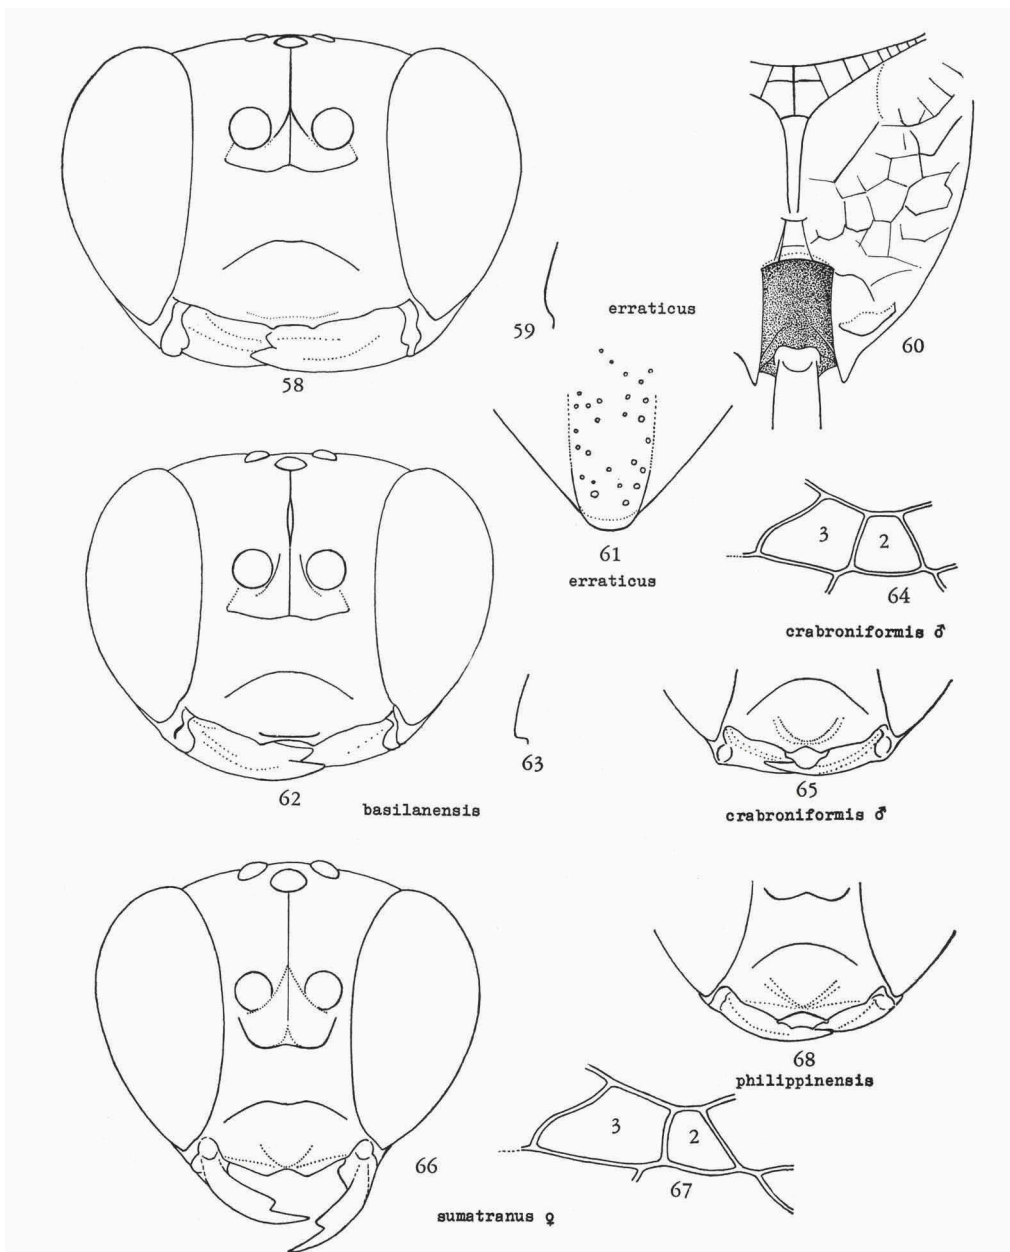 58
59
erraticus
60
61
erraticus
62
63
basilanensis
3 2
64
crabroniformis ♂
65
crabroniformis ♂
66
sumatranus ♀
3 2
67
68
philippinensis